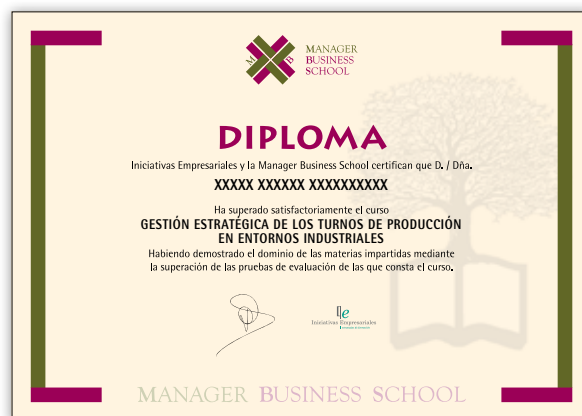 M B
MANAGER
BUSINESS
SCHOOL
DIPLOMA
Iniciativas Empresariales y la Manager Business School certifican que D. / Dña.
XXXXX XXXXXX XXXXXXXXXX
Ha superado satisfactoriamente el curso
GESTIÓN ESTRATÉGICA DE LOS TURNOS DE PRODUCCIÓN
EN ENTORNOS INDUSTRIALES
Habiendo demostrado el dominio de las materias impartidas mediante
la superación de las pruebas de evaluación de las que consta el curso.
Iniciativas Empresariales
MANAGER BUSINESS SCHOOL